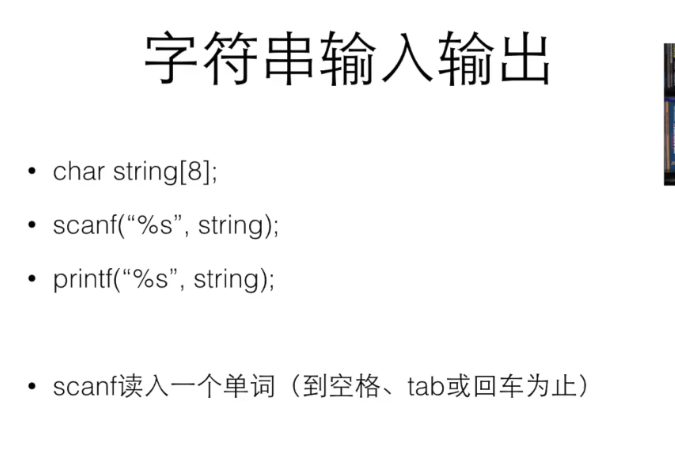 字符串输入输出
• char string[8];
• scanf(“%s”, string);
• printf(“%s”, string);
• scanf读入一个单词（到空格、tab或回车为止）